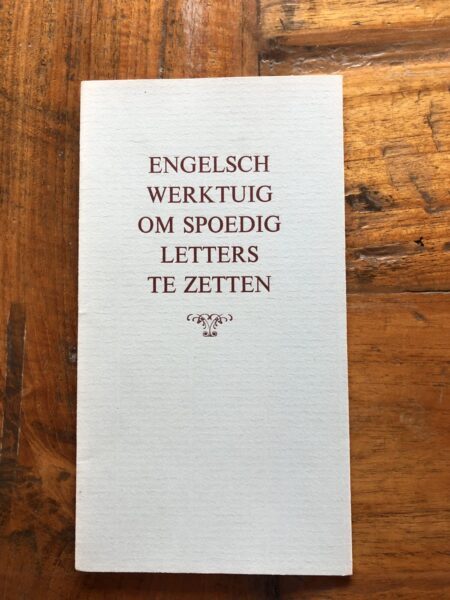 ENGELSCH
WERKTUIG
OM SPOEDIG
LETTERS
TE ZETTEN